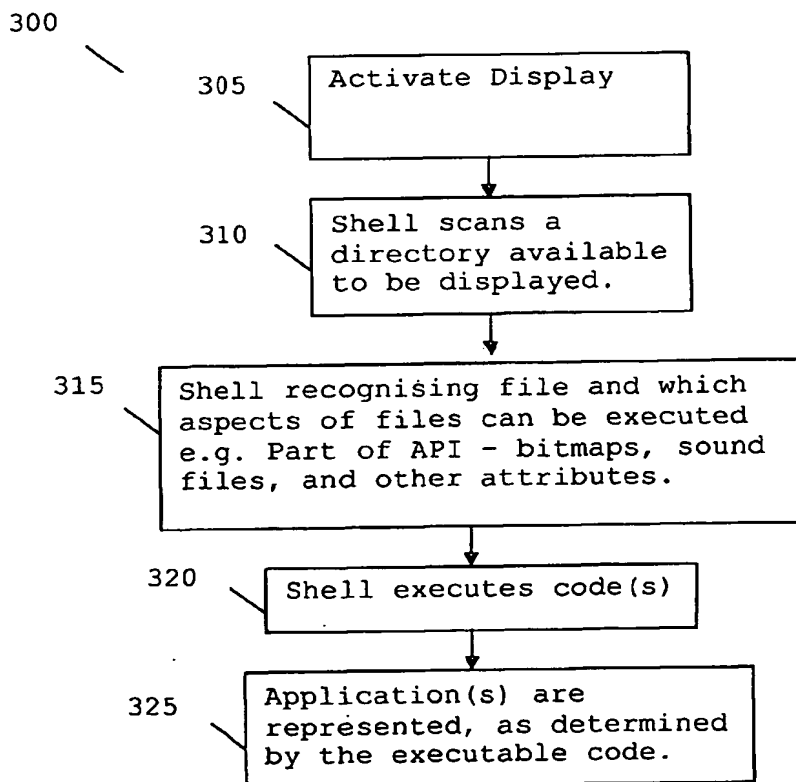 300
305
Activate Display
310
Shell scans a
directory available
to be displayed.
315
Shell recognising file and which
aspects of files can be executed
e.g. Part of API – bitmaps, sound
files, and other attributes.
320
Shell executes code(s)
325
Application(s) are
represented, as determined
by the executable code.